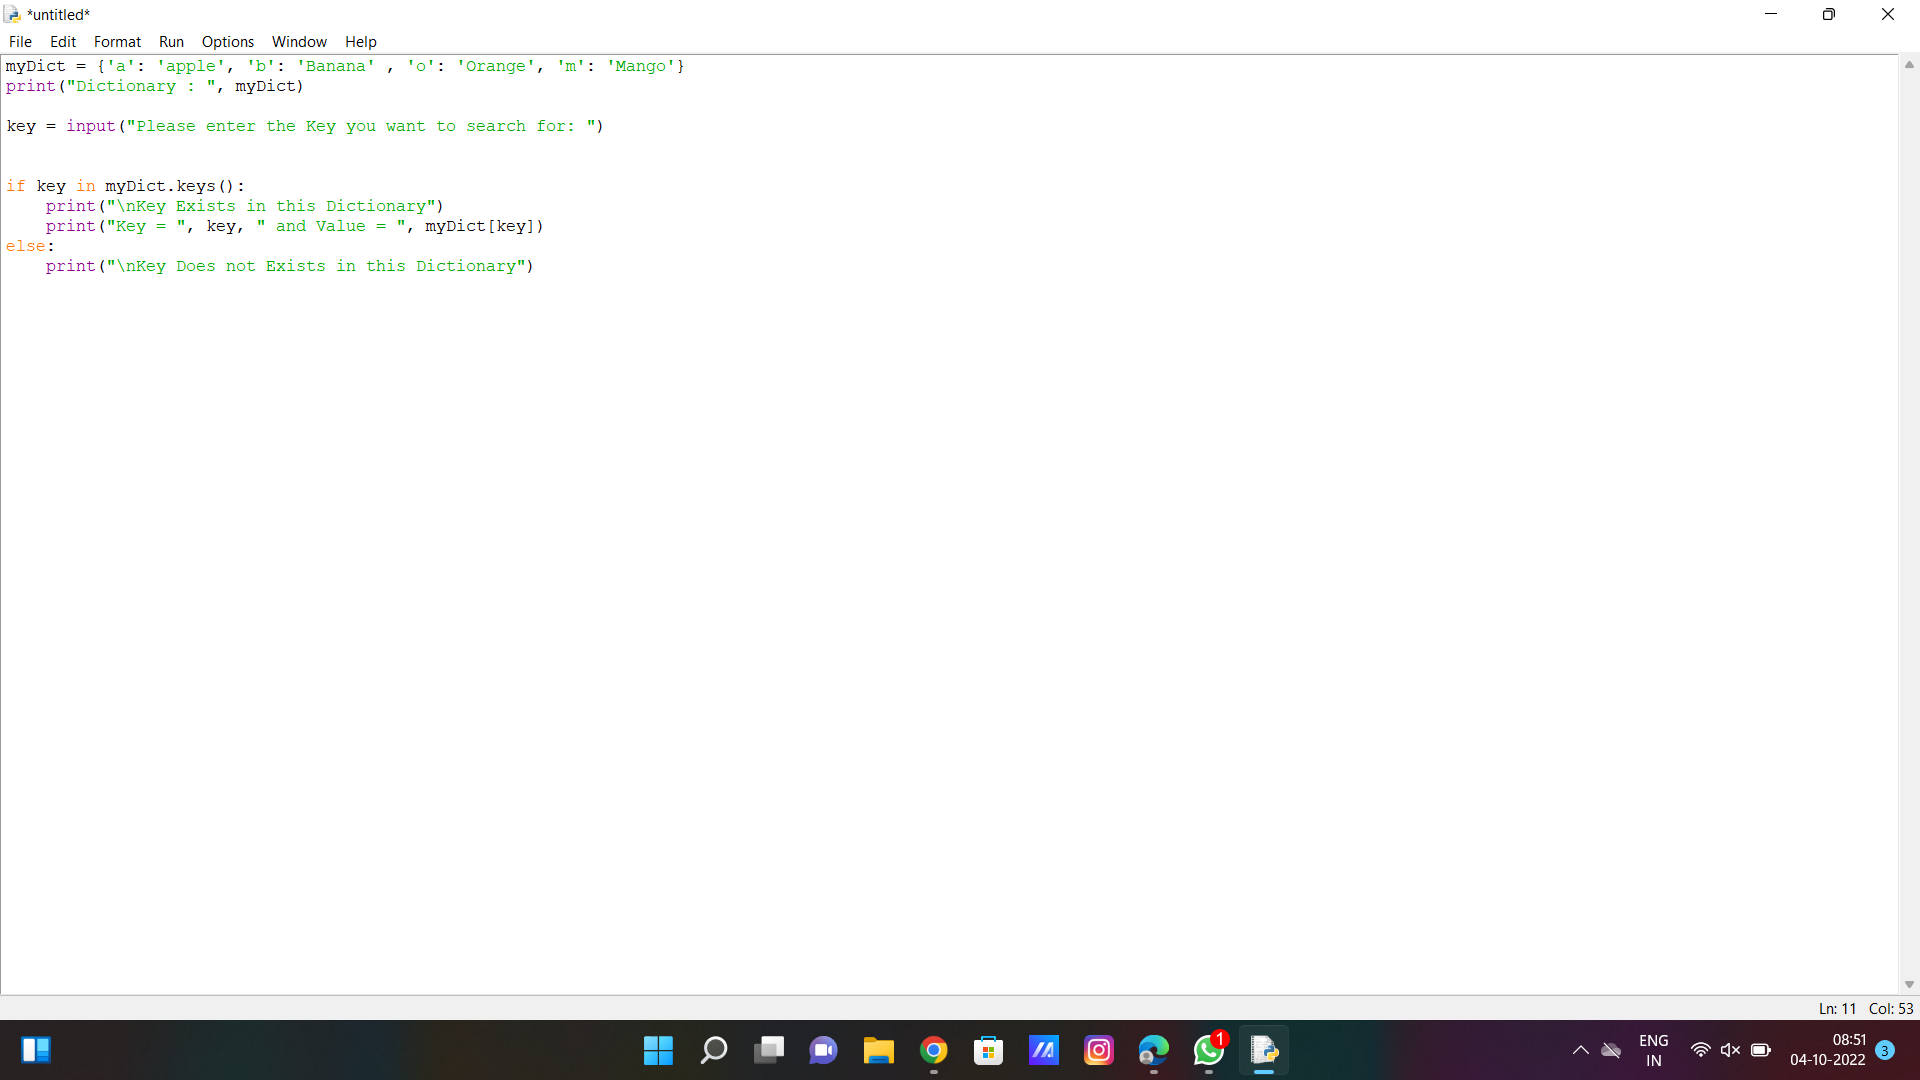 *untitled*
File Edit Format Run Options Window Help
myDict = {'a': 'apple', 'b': 'Banana' , 'o': 'Orange', 'm': 'Mango'}
print("Dictionary : ", myDict)
key = input("Please enter the Key you want to search for: ")
if key in myDict.keys():
    print("\nKey Exists in this Dictionary")
    print("Key = ", key, " and Value = ", myDict[key])
else:
    print("\nKey Does not Exists in this Dictionary")
Ln: 11 Col: 53
1
ENG
IN
08:51
04-10-2022
3